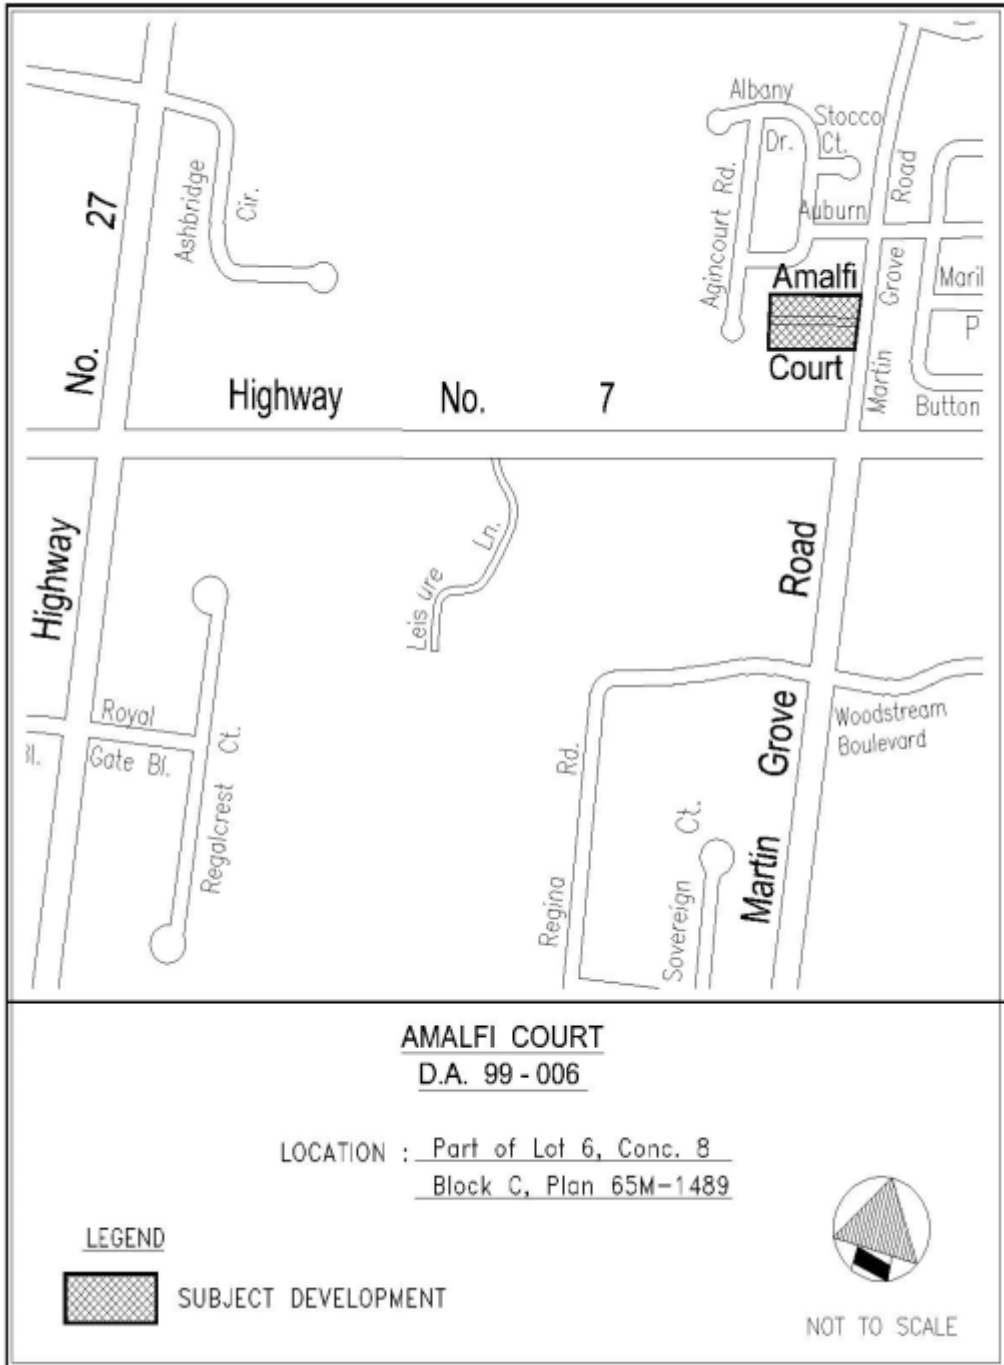 Albany
Dr.
Stocco
Ct.
Agincourt Rd.
Auburn
Road
Grove
Martin
Amalfi
Court
Maril
P
Button
27
No.
Highway
Ashbridge
Cir.
Highway No. 7
Leis ure Ln.
Royal
Gate Bl.
Bl.
Regalcrest Ct.
Road
Grove
Martin
Woodstream
Boulevard
Regina Rd.
Sovereign Ct.
AMALFI COURT
D.A. 99 - 006
LOCATION : Part of Lot 6, Conc. 8
Block C, Plan 65M-1489
LEGEND
SUBJECT DEVELOPMENT
NOT TO SCALE